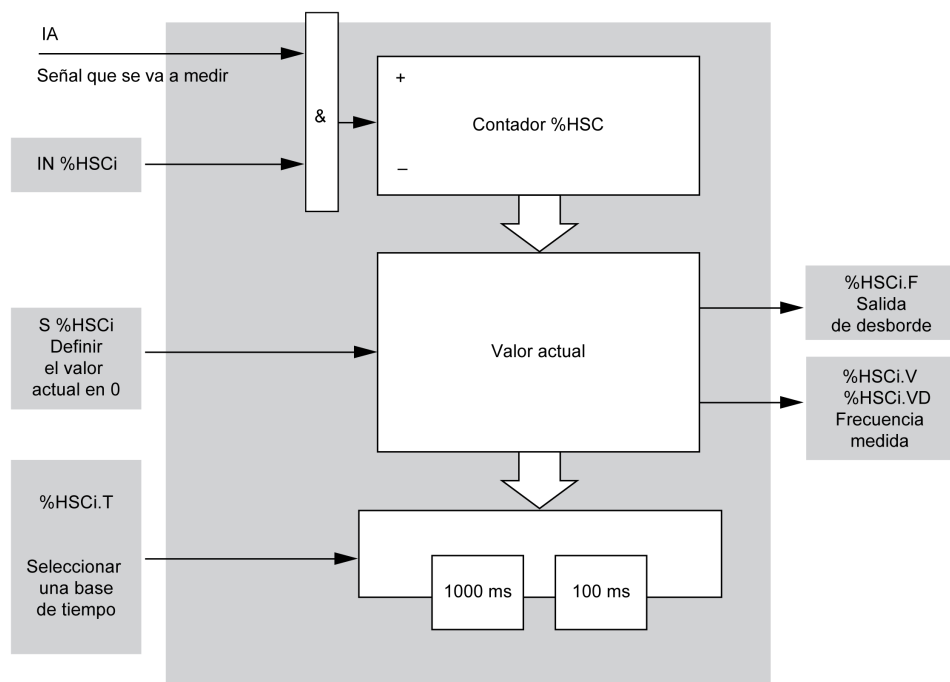 IA
Señal que se va a medir
&
+
Contador %HSC
–
IN %HSCi
S %HSCi
Definir
el valor
actual en 0
Valor actual
%HSCi.F
Salida
de desborde
%HSCi.V
%HSCi.VD
Frecuencia
medida
%HSCi.T
Seleccionar
una base
de tiempo
1000 ms
100 ms